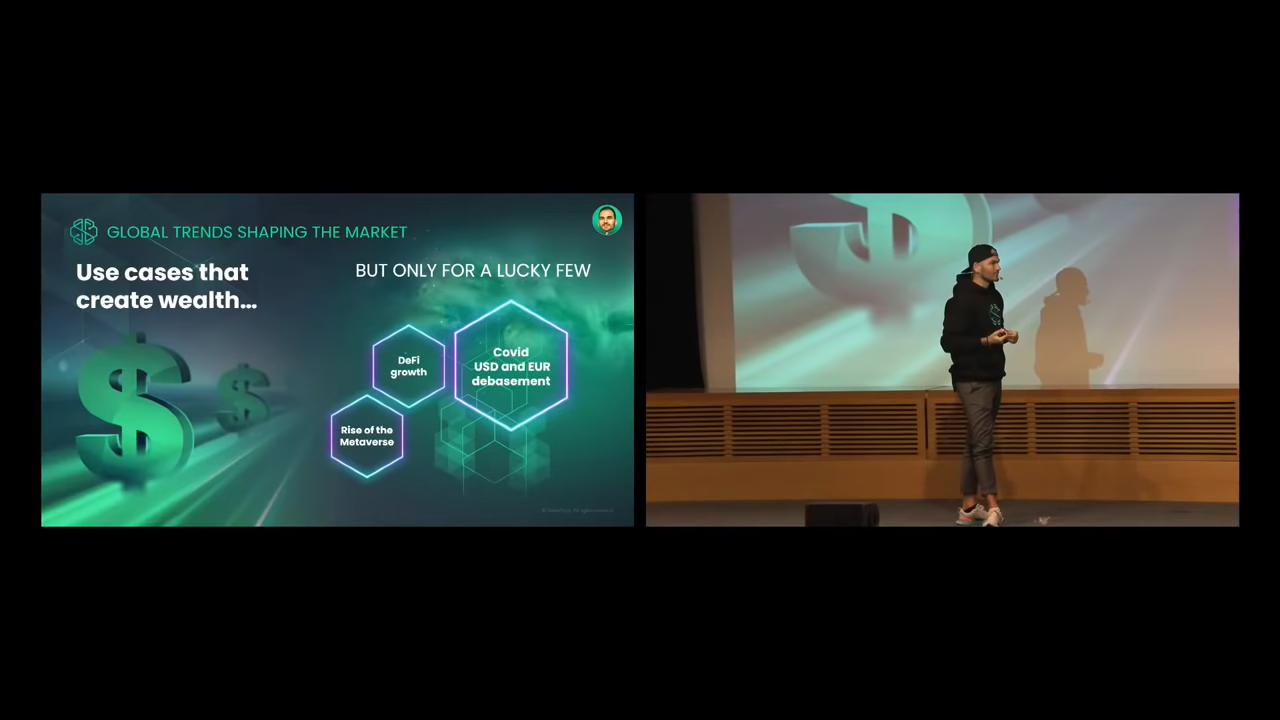 GLOBAL TRENDS SHAPING THE MARKET
Use cases that
create wealth...
BUT ONLY FOR A LUCKY FEW
Covid
USD and EUR
debasement
DeFi
growth
Rise of the
Metaverse